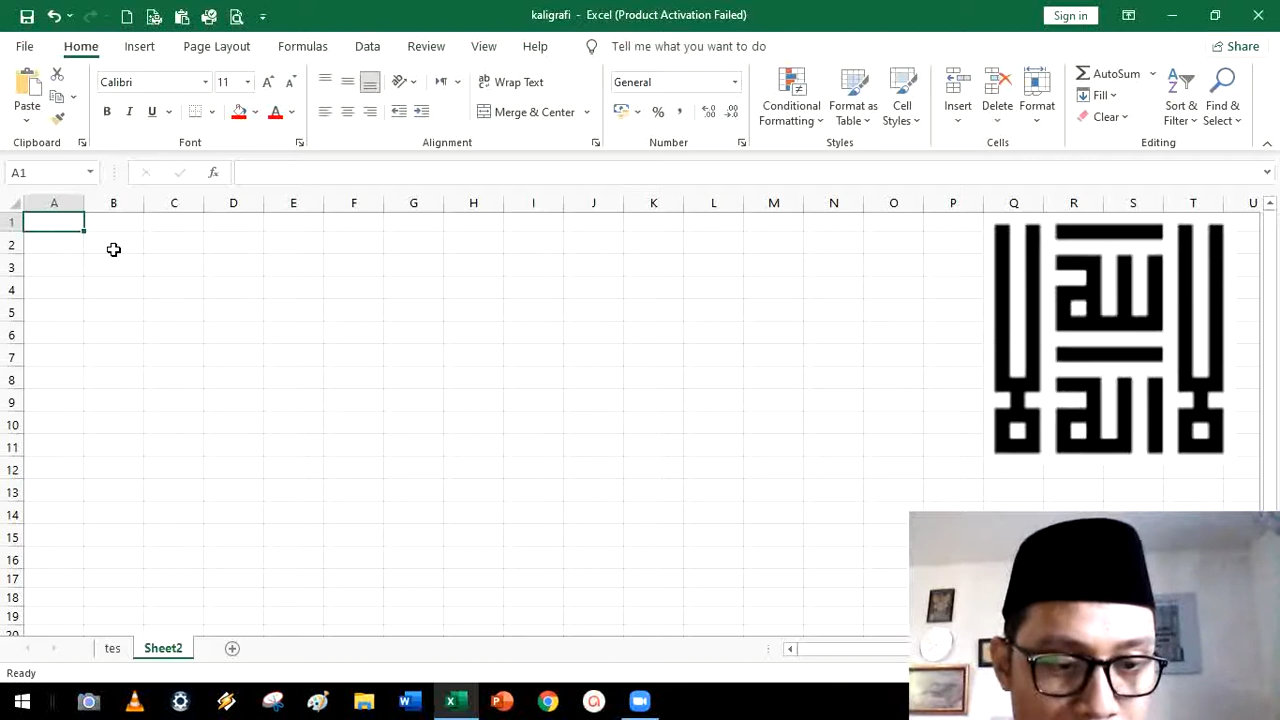 kaligrafi - Excel (Product Activation Failed)
Sign in
File Home Insert Page Layout Formulas Data Review View Help Tell me what you want to do
Share
Paste
Calibri 11
B I U
Wrap Text
Merge & Center
General
Conditional Formatting
Format as Table
Cell Styles
Insert
Delete
Format
AutoSum
Fill
Clear
Sort & Filter
Find & Select
Clipboard Font Alignment Number Styles Cells Editing
A1
fx
A B C D E F G H I J K L M N O P Q R S T U
1
2
3
4
5
6
7
8
9
10
11
12
13
14
15
16
17
18
19
20
لا اله الا الله
tes Sheet2
Ready